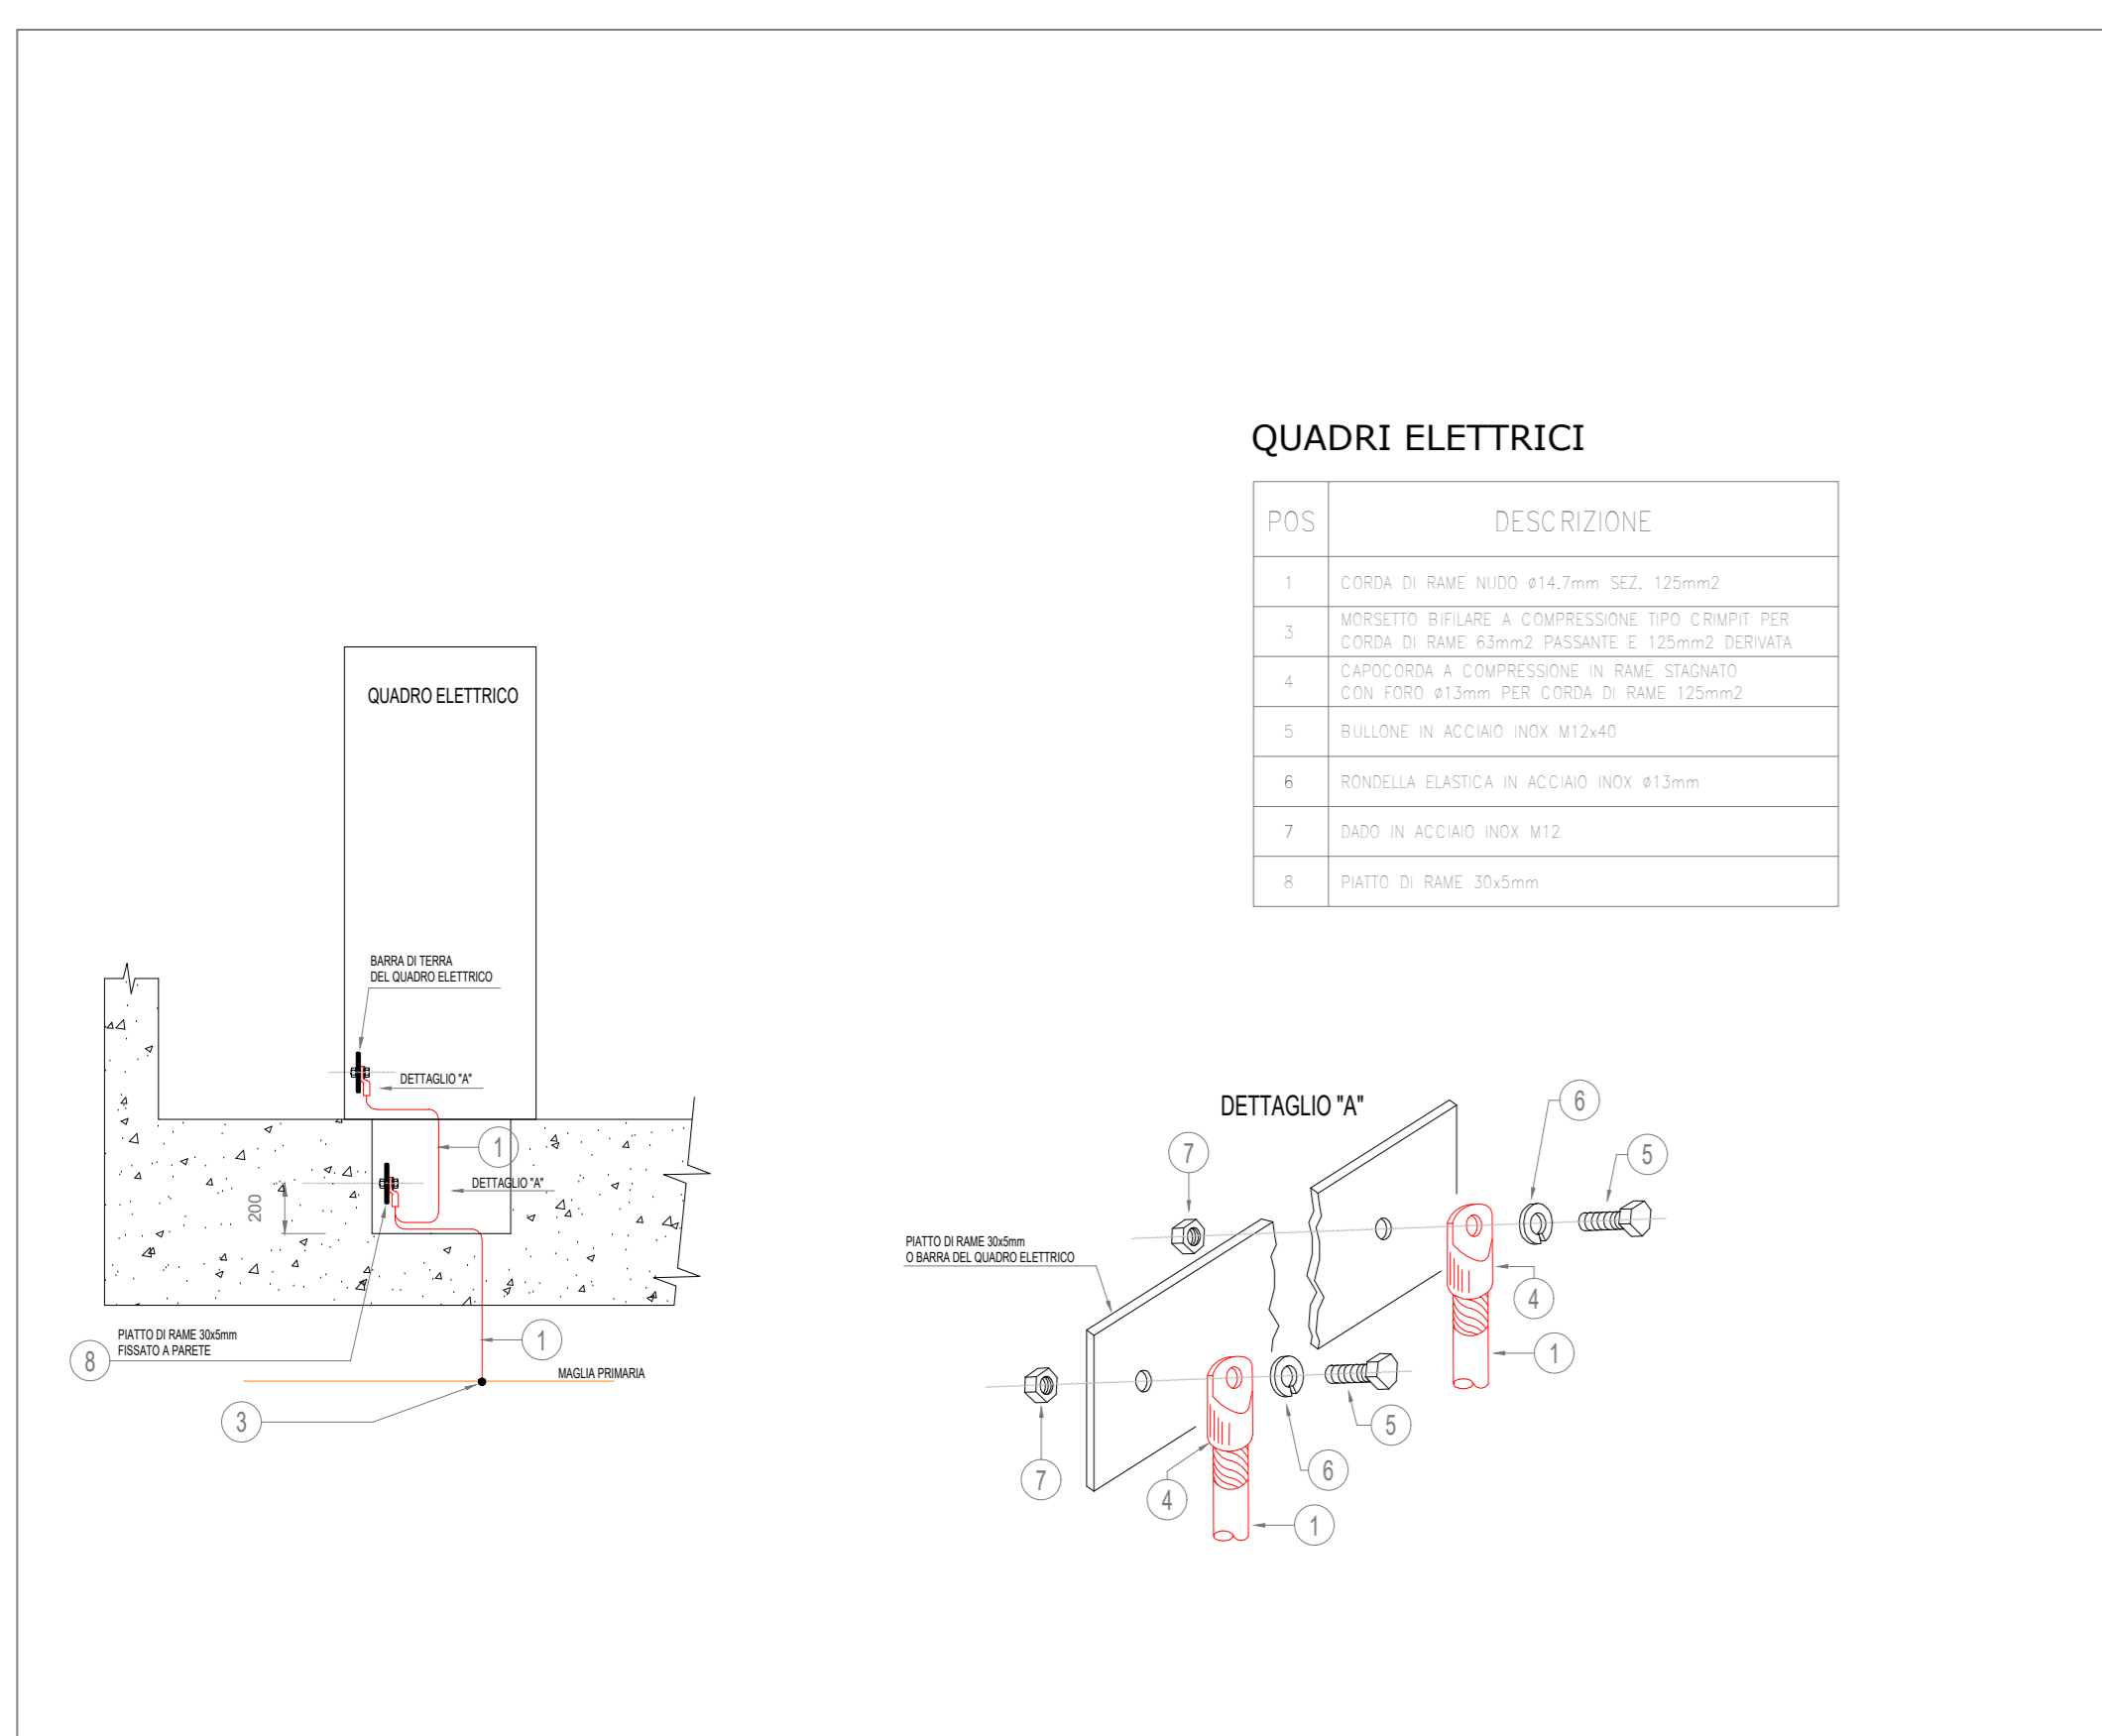 QUADRI ELETTRICI
POS DESCRIZIONE
1 CORDA DI RAME NUDO ø14.7mm SEZ. 125mm2
3 MORSETTO BIFILARE A COMPRESSIONE TIPO CRIMPIT PER
CORDA DI RAME 63mm2 PASSANTE E 125mm2 DERIVATA
4 CAPOCORDA A COMPRESSIONE IN RAME STAGNATO
CON FORO ø13mm PER CORDA DI RAME 125mm2
5 BULLONE IN ACCIAIO INOX M12x40
6 RONDELLA ELASTICA IN ACCIAIO INOX ø13mm
7 DADO IN ACCIAIO INOX M12
8 PIATTO DI RAME 30x5mm
QUADRO ELETTRICO
BARRA DI TERRA
DEL QUADRO ELETTRICO
DETTAGLIO "A"
1
DETTAGLIO "A"
200
PIATTO DI RAME 30x5mm
FISSATO A PARETE
8
1
MAGLIA PRIMARIA
3
DETTAGLIO "A"
6
7
5
PIATTO DI RAME 30x5mm
O BARRA DEL QUADRO ELETTRICO
4
1
5
6
7
4
1